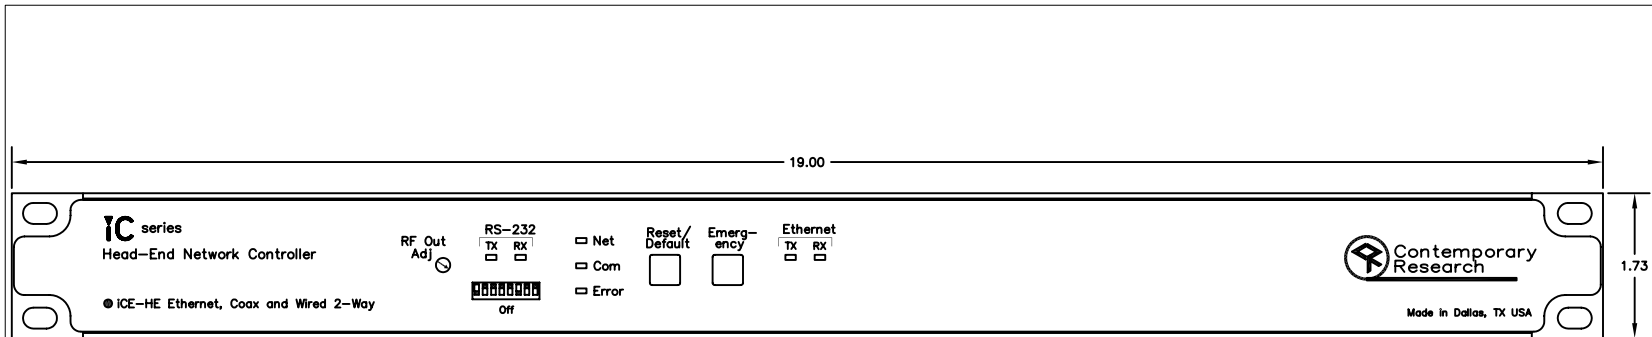 19.00
iC series
Head-End Network Controller
iCE-HE Ethernet, Coax and Wired 2-Way
RF Out
Adj
RS-232
TX RX
Off
Net
Com
Error
Reset/
Default
Emerg-
ency
Ethernet
TX RX
Contemporary
Research
Made in Dallas, TX USA
1.73